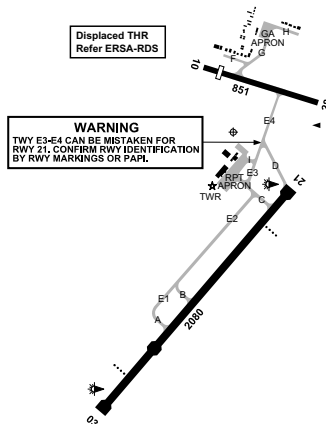 Displaced THR
Refer ERSA-RDS
GA
APRON
H
I
G
F
10
851
28
WARNING
TWY E3-E4 CAN BE MISTAKEN FOR
RWY 21. CONFIRM RWY IDENTIFICATION
BY RWY MARKINGS OR PAPI.
E4
I
E3
D
RPT
APRON
TWR
C
21
E2
E1
B
A
2080
03